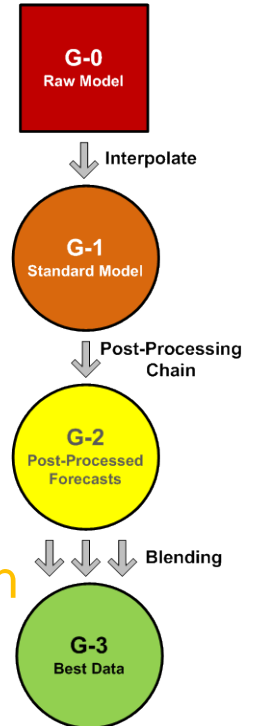 G-0
Raw Model
Interpolate
G-1
Standard Model
Post-Processing
Chain
G-2
Post-Processed
Forecasts
Blending
n
G-3
Best Data